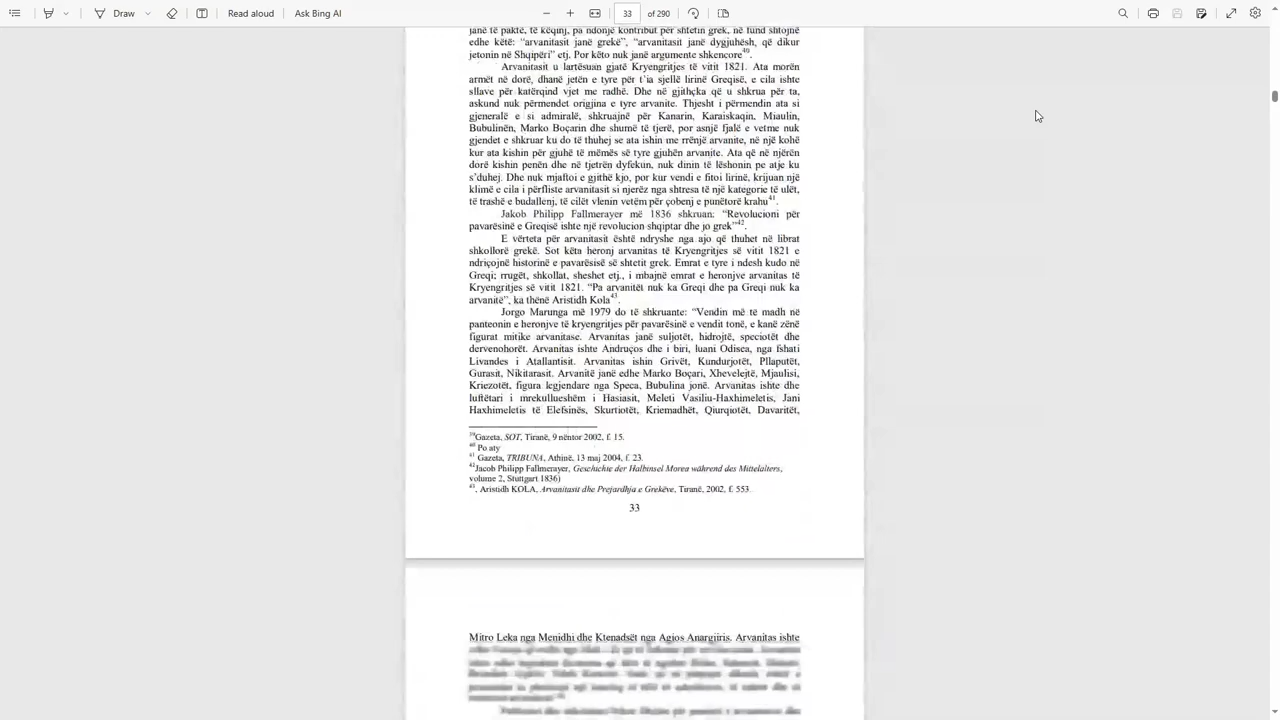 Draw
Read aloud
Ask Bing AI
33 of 290
janë të paktë, të këqinj, pa ndonjë kontribut për shtetin grek, në fund shtojnë
edhe këtë: “arvanitasit janë grekë”, “arvanitasit janë dygjuhësh, që dikur
jetonin në Shqipëri” etj. Por këto nuk janë argumente shkencore40.
Arvanitasit u lartësuan gjatë Kryengritjes të vitit 1821. Ata morën
armët në dorë, dhanë jetën e tyre për t’ia sjellë lirinë Greqisë, e cila ishte
sllave për katërqind vjet me radhë. Dhe në gjithçka që u shkrua për ta,
askund nuk përmendet origjina e tyre arvanite. Thjesht i përmendin ata si
gjeneralë e si admiralë, shkruajnë për Kanarin, Karaiskaqin, Miaulin,
Bubulinën, Marko Boçarin dhe shumë të tjerë, por asnjë fjalë e vetme nuk
gjendet e shkruar ku do të thuhej se ata ishin me rrënjë arvanite, në një kohë
kur ata kishin për gjuhë të mëmës së tyre gjuhën arvanite. Ata që në njërën
dorë kishin penën dhe në tjetrën dyfekun, nuk dinin të lëshonin pe atje ku
s’duhej. Dhe nuk mjaftoi e gjithë kjo, por kur vendi e fitoi lirinë, krijuan një
klimë e cila i përfliste arvanitasit si njerëz nga shtresa të një kategorie të ulët,
të trashë e budallenj, të cilët vlenin vetëm për çobenj e punëtorë krahu41.
Jakob Philipp Fallmerayer më 1836 shkruan: “Revolucioni për
pavarësinë e Greqisë ishte një revolucion shqiptar dhe jo grek”42.
E vërteta për arvanitasit është ndryshe nga ajo që thuhet në librat
shkollorë grekë. Sot këta heronj arvanitas të Kryengritjes së vitit 1821 e
ndriçojnë historinë e pavarësisë së shtetit grek. Emrat e tyre i ndesh kudo në
Greqi; rrugët, shkollat, sheshet etj., i mbajnë emrat e heronjve arvanitas të
Kryengritjes së vitit 1821. “Pa arvanitët nuk ka Greqi dhe pa Greqi nuk ka
arvanitë”, ka thënë Aristidh Kola43.
Jorgo Marunga më 1979 do të shkruante: “Vendin më të madh në
panteonin e heronjve të kryengritjes për pavarësinë e vendit tonë, e kanë zënë
figurat mitike arvanitase. Arvanitas janë suljotët, hidrojtë, speciotët dhe
dervenohorët. Arvanitas ishte Andruços dhe i biri, luani Odisea, nga fshati
Livandes i Atallantisit. Arvanitas ishin Grivët, Kundurjotët, Pllaputët,
Gurasit, Nikitarasit. Arvanitë janë edhe Marko Boçari, Xhevelejtë, Mjaulisi,
Kriezotët, figura legjendare nga Speca, Bubulina jonë. Arvanitas ishte dhe
luftëtari i mrekullueshëm i Hasiasit, Meleti Vasiliu-Haxhimeletis, Jani
Haxhimeletis të Elefsinës, Skurtiotët, Kriemadhët, Qiurqiotët, Davaritët,
39Gazeta, SOT, Tiranë, 9 nëntor 2002, f. 15.
40 Po aty
41 Gazeta, TRIBUNA, Athinë, 13 maj 2004, f. 23.
42Jacob Philipp Fallmerayer, Geschichte der Halbinsel Morea während des Mittelalters,
volume 2, Stuttgart 1836)
43, Aristidh KOLA, Arvanitasit dhe Prejardhja e Grekëve, Tiranë, 2002, f. 553
33
Mitro Leka nga Menidhi dhe Ktenadsët nga Agios Anargjiris. Arvanitas ishte